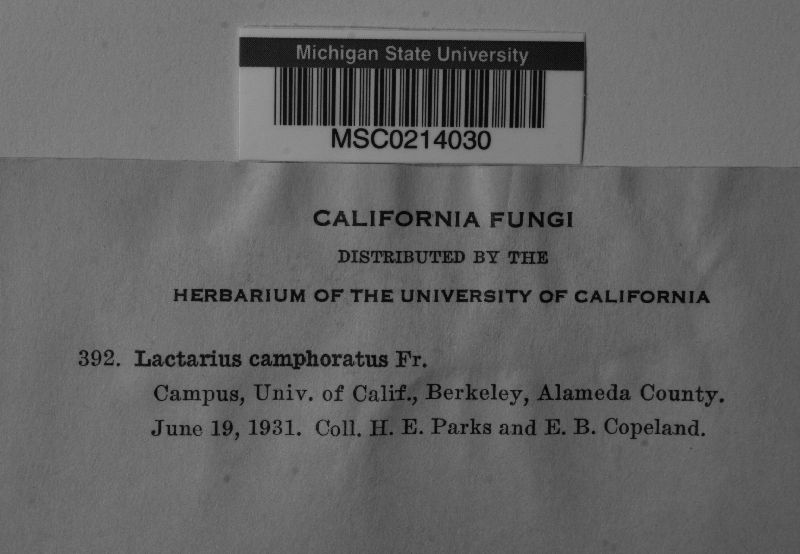 Michigan State University
MSC0214030
CALIFORNIA FUNGI
DISTRIBUTED BY THE
HERBARIUM OF THE UNIVERSITY OF CALIFORNIA
392. Lactarius camphoratus Fr.
Campus, Univ. of Calif., Berkeley, Alameda County.
June 19, 1931. Coll. H. E. Parks and E. B. Copeland.